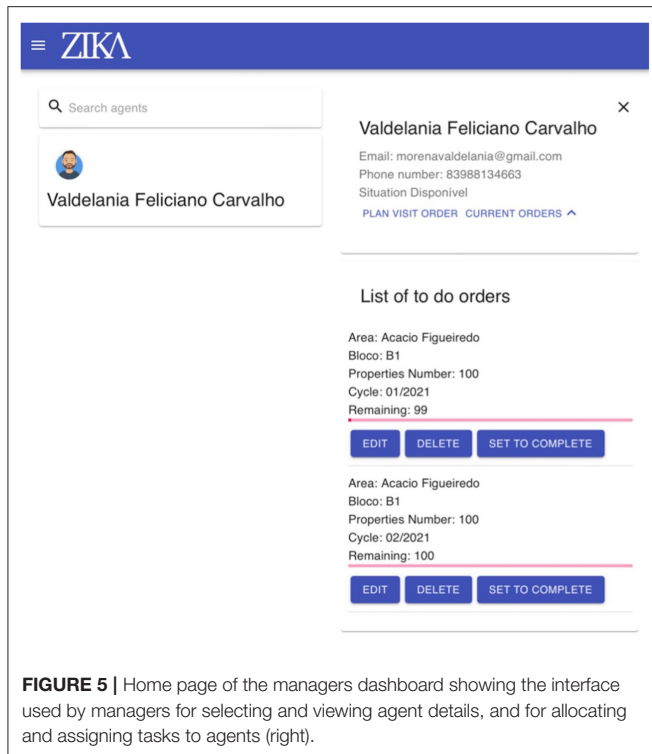 ZIKA
Search agents
Valdelania Feliciano Carvalho
Valdelania Feliciano Carvalho
Email: morenavaldelania@gmail.com
Phone number: 83988134663
Situation Disponivel
PLAN VISIT ORDER CURRENT ORDERS
List of to do orders
Area: Acacio Figueiredo
Bloco: B1
Properties Number: 100
Cycle: 01/2021
Remaining: 99
EDIT DELETE SET TO COMPLETE
Area: Acacio Figueiredo
Bloco: B1
Properties Number: 100
Cycle: 02/2021
Remaining: 100
EDIT DELETE SET TO COMPLETE
FIGURE 5 | Home page of the managers dashboard showing the interface
used by managers for selecting and viewing agent details, and for allocating
and assigning tasks to agents (right).